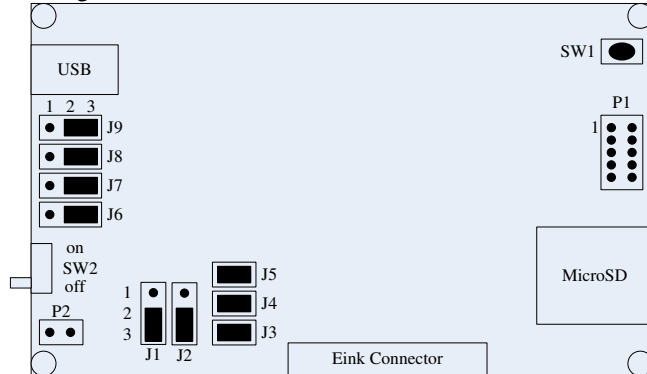 SW1
USB
P1
1 2 3
1
J9
J8
J7
J6
on
SW2
off
J5
MicroSD
1
J4
P2
2
3
J3
J1 J2
Eink Connector